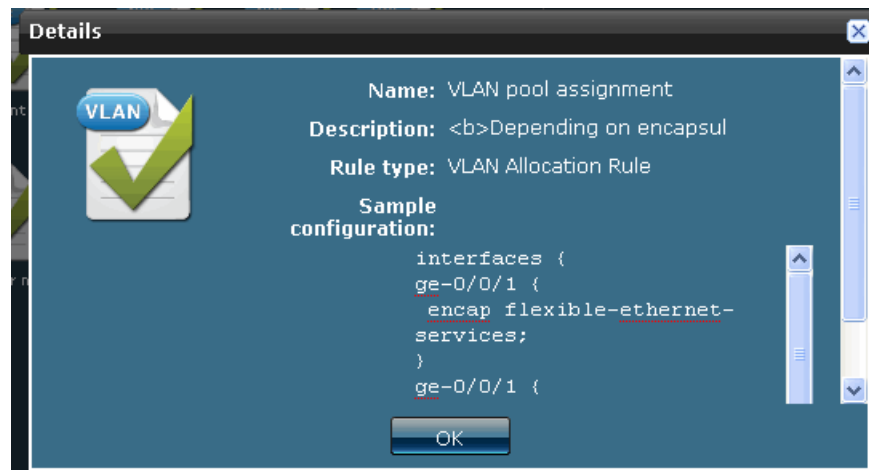 Details
nt
VLAN
Name: VLAN pool assignment
Description: <b>Depending on encapsul
Rule type: VLAN Allocation Rule
Sample
configuration:
interfaces {
ge-0/0/1 {
encap flexible-ethernet-
services;
}
ge-0/0/1 {
r n
OK